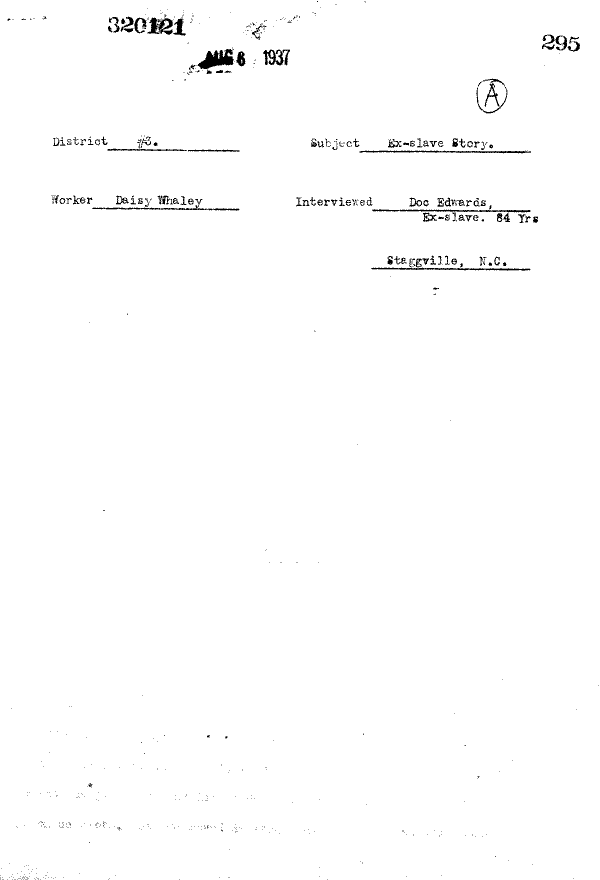 320121
AUG 6 1937
295
A
District #3. Subject Ex-slave Story.
Worker Daisy Whaley Interviewed Doc Edwards,
Ex-slave. 84 Yrs
Staggville, N.C.